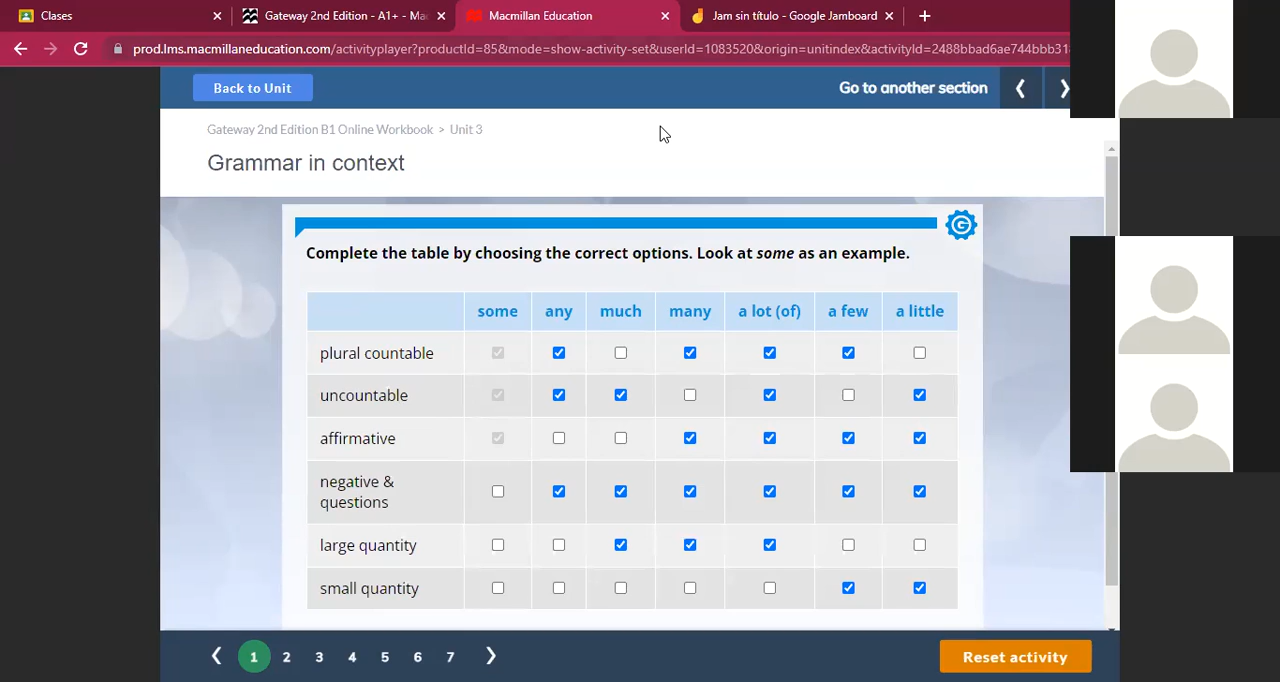 Clases
Gateway 2nd Edition - A1+ - Ma
Macmillan Education
Jam sin título - Google Jamboard
prod.lms.macmillaneducation.com/activityplayer?productId=85&mode=show-activity-set&userId=1083520&origin=unitindex&activityId=2488bbad6ae744bbb31
Back to Unit
Go to another section
Gateway 2nd Edition B1 Online Workbook > Unit 3
Grammar in context
G
Complete the table by choosing the correct options. Look at some as an example.
some any much many a lot (of) a few a little
plural countable
uncountable
affirmative
negative &
questions
large quantity
small quantity
1 2 3 4 5 6 7
Reset activity